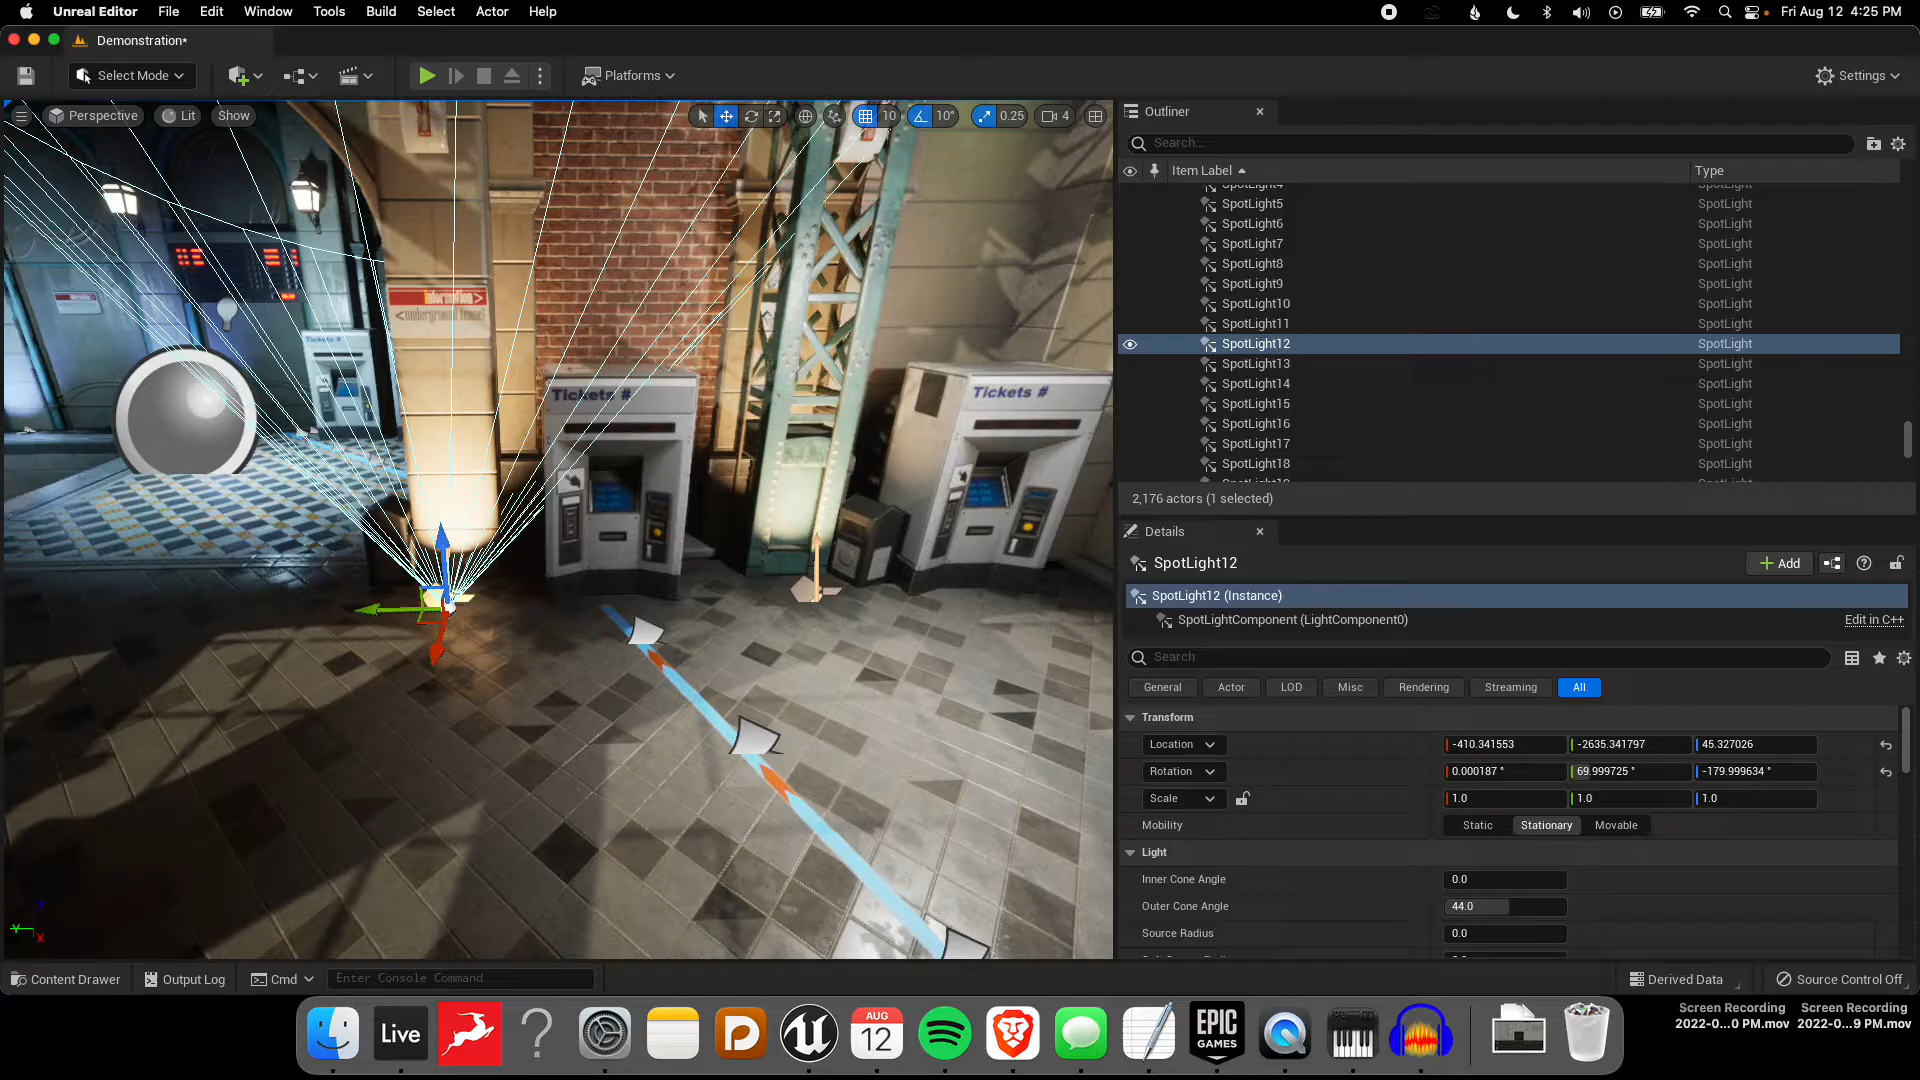 Unreal Editor File Edit Window Tools Build Select Actor Help Fri Aug 12 4:25 PM
Demonstration*
Select Mode Platforms Settings
Perspective Lit Show 10 10° 0.25 4
Outliner
Search...
Item Label Type
SpotLight4 SpotLight
SpotLight5 SpotLight
SpotLight6 SpotLight
SpotLight7 SpotLight
SpotLight8 SpotLight
SpotLight9 SpotLight
SpotLight10 SpotLight
SpotLight11 SpotLight
SpotLight12 SpotLight
SpotLight13 SpotLight
SpotLight14 SpotLight
SpotLight15 SpotLight
SpotLight16 SpotLight
SpotLight17 SpotLight
SpotLight18 SpotLight
2,176 actors (1 selected)
information>
<underground tunnel
Tickets #
Tickets #
Tickets #
Details
SpotLight12 Add
SpotLight12 (Instance)
SpotLightComponent (LightComponent0) Edit in C++
Search
General Actor LOD Misc Rendering Streaming All
Transform
Location -410.341553 -2635.341797 45.327026
Rotation 0.000187 ° 69.999725 ° -179.999634 °
Scale 1.0 1.0 1.0
Mobility Static Stationary Movable
Light
Inner Cone Angle 0.0
Outer Cone Angle 44.0
Source Radius 0.0
Y X
Content Drawer Output Log Cmd Enter Console Command Derived Data Source Control Off
Live
AUG
12
EPIC
GAMES
Screen Recording
2022-0...0 PM.mov
Screen Recording
2022-0...9 PM.mov